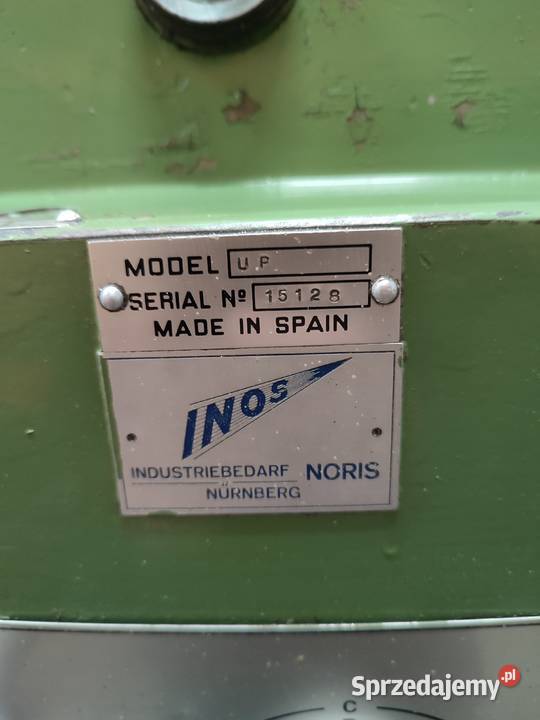 MODEL UP
SERIAL Nº 15128
MADE IN SPAIN
INOS
INDUSTRIEBEDARF NORIS
NÜRNBERG
C
Sprzedajemy.pl